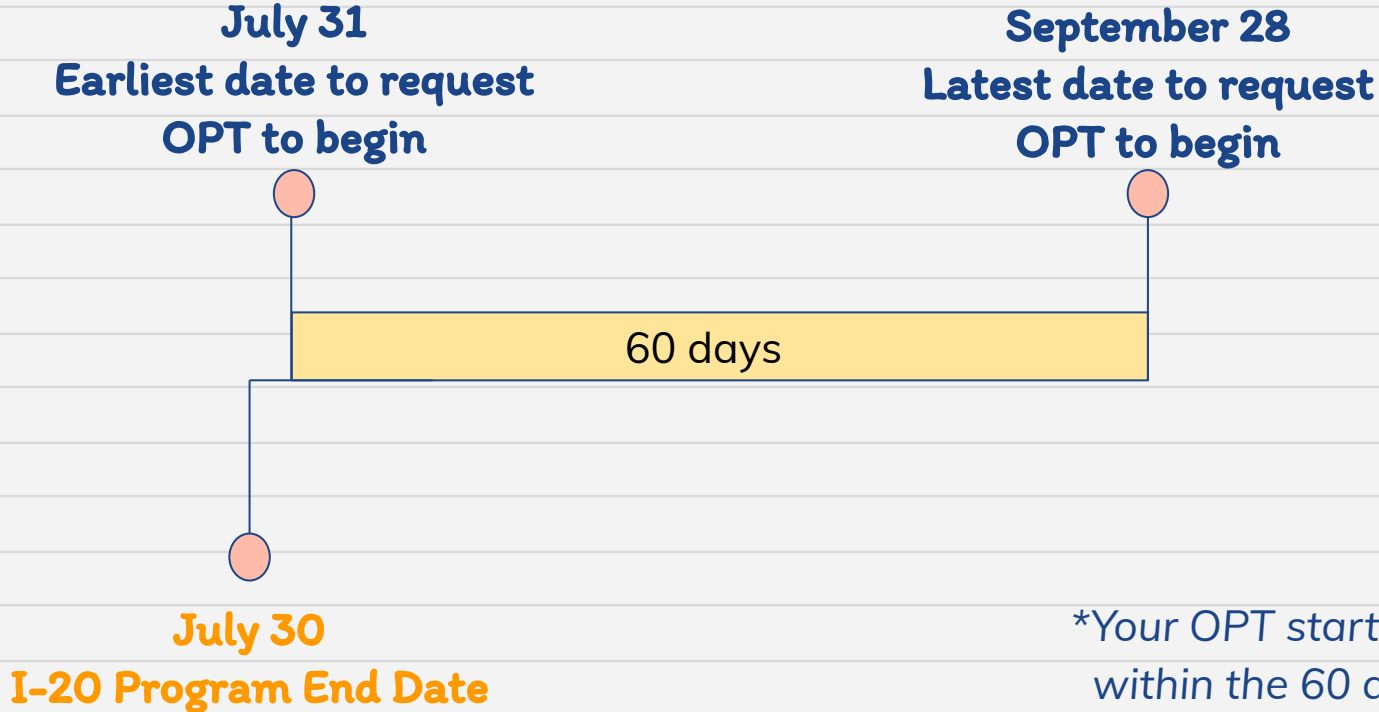 July 31
Earliest date to request
OPT to begin
September 28
Latest date to request
OPT to begin
60 days
July 30
I-20 Program End Date
*Your OPT start
within the 60